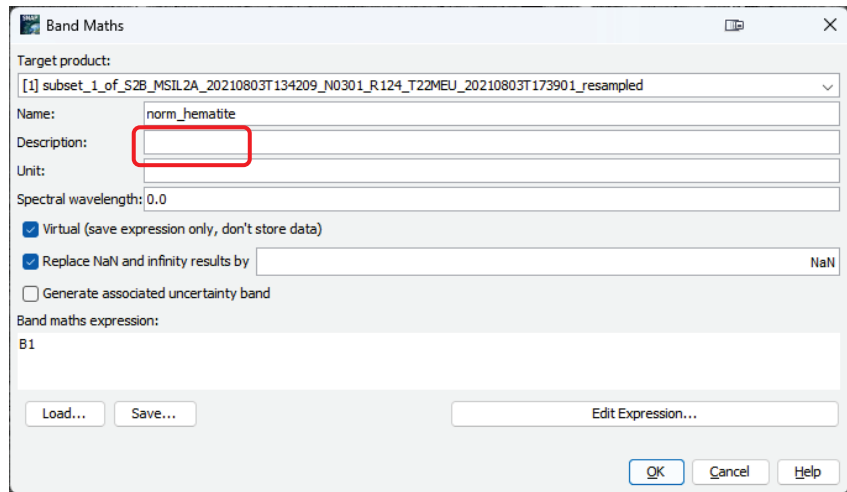 SNAP
Band Maths
Target product:
[1] subset_1_of_S2B_MSIL2A_20210803T134209_N0301_R124_T22MEU_20210803T173901_resampled
Name: norm_hematite
Description:
Unit:
Spectral wavelength: 0.0
Virtual (save expression only, don't store data)
Replace NaN and infinity results by NaN
Generate associated uncertainty band
Band maths expression:
B1
Load... Save... Edit Expression...
OK Cancel Help